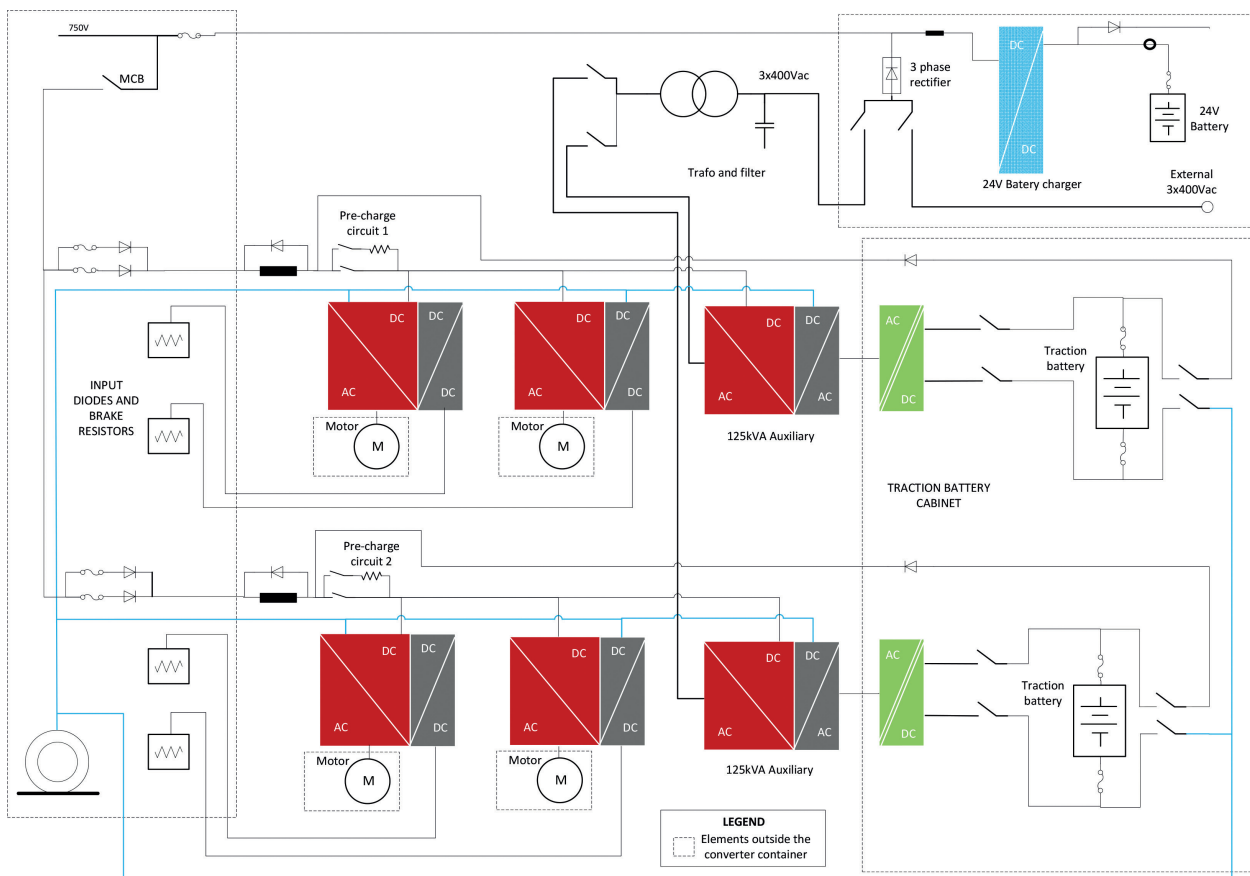 750V
MCB
3x400Vac
3 phase
rectifier
DC
DC
24V
Battery
Trafo and filter
24V Batery charger
External
3x400Vac
Pre-charge
circuit 1
DC
DC
DC
DC
DC
DC
AC
AC
DC
AC
DC
AC
AC
AC
DC
Traction
battery
INPUT
DIODES AND
BRAKE
RESISTORS
Motor
M
Motor
M
125kVA Auxiliary
TRACTION BATTERY
CABINET
Pre-charge
circuit 2
DC
DC
DC
DC
DC
DC
AC
AC
DC
AC
DC
AC
AC
DC
Traction
battery
Motor
M
Motor
M
125kVA Auxiliary
LEGEND
Elements outside the
converter container